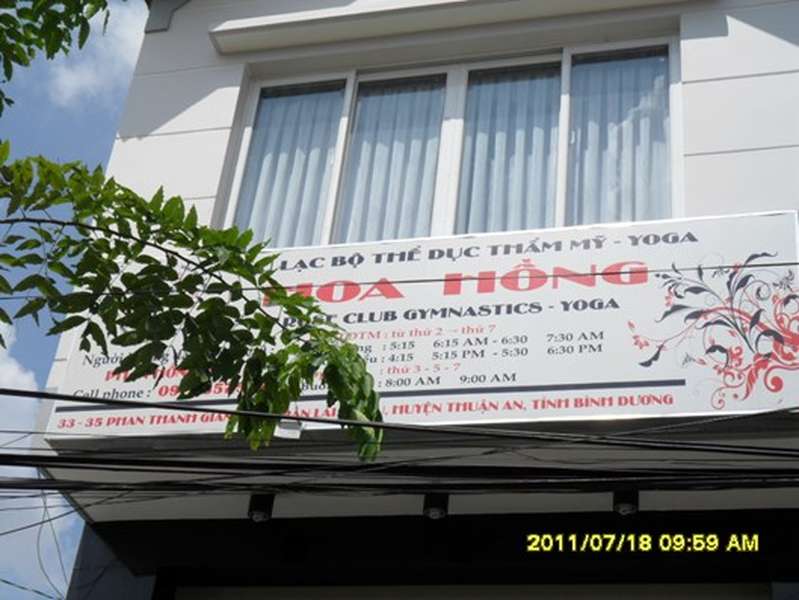 LẠC BỘ THỂ DỤC THẨM MỸ - YOGA
HOA HỒNG
CLUB GYMNASTICS - YOGA
: từ thứ 2 → thứ 7
: 5:15 6:15 AM - 6:30 7:30 AM
: 4:15 5:15 PM - 5:30 6:30 PM
: thứ 3 - 5 - 7
: 8:00 AM 9:00 AM
Call phone :
33 - 35 PHAN THANH LÁI HUYỆN THUẬN AN, TỈNH BÌNH DƯƠNG
2011/07/18 09:59 AM